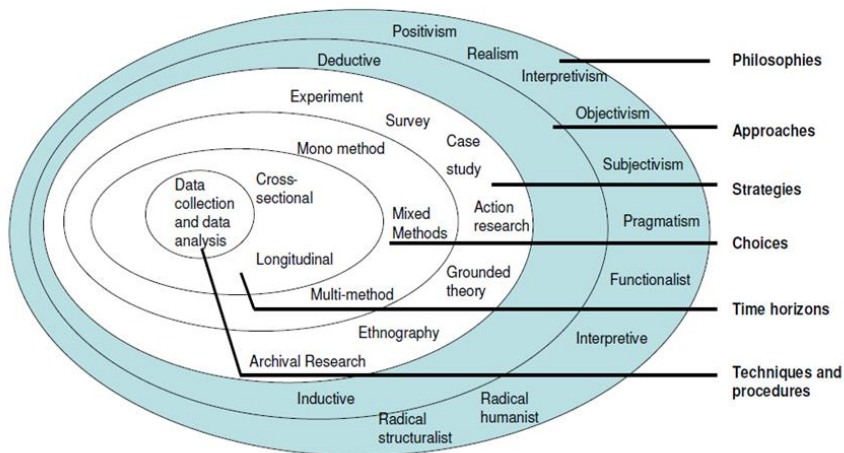 Positivism
Realism
Deductive
Interpretivism
Philosophies
Experiment
Objectivism
Survey
Approaches
Mono method
Case
study
Subjectivism
Data
collection
and data
analysis
Cross-
sectional
Strategies
Mixed
Methods
Action
research
Pragmatism
Choices
Longitudinal
Grounded
theory
Functionalist
Multi-method
Time horizons
Ethnography
Interpretive
Archival Research
Techniques and
procedures
Inductive
Radical
humanist
Radical
structuralist